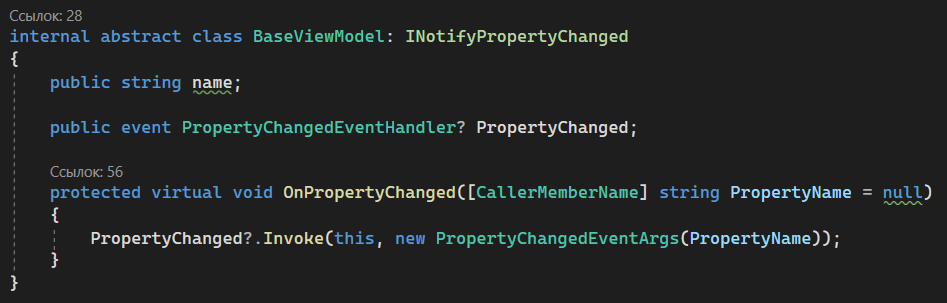 Ссылок: 28
internal abstract class BaseViewModel: INotifyPropertyChanged
{
public string name;
public event PropertyChangedEventHandler? PropertyChanged;
Ссылок: 56
protected virtual void OnPropertyChanged([CallerMemberName] string PropertyName = null)
{
PropertyChanged?.Invoke(this, new PropertyChangedEventArgs(PropertyName));
}
}